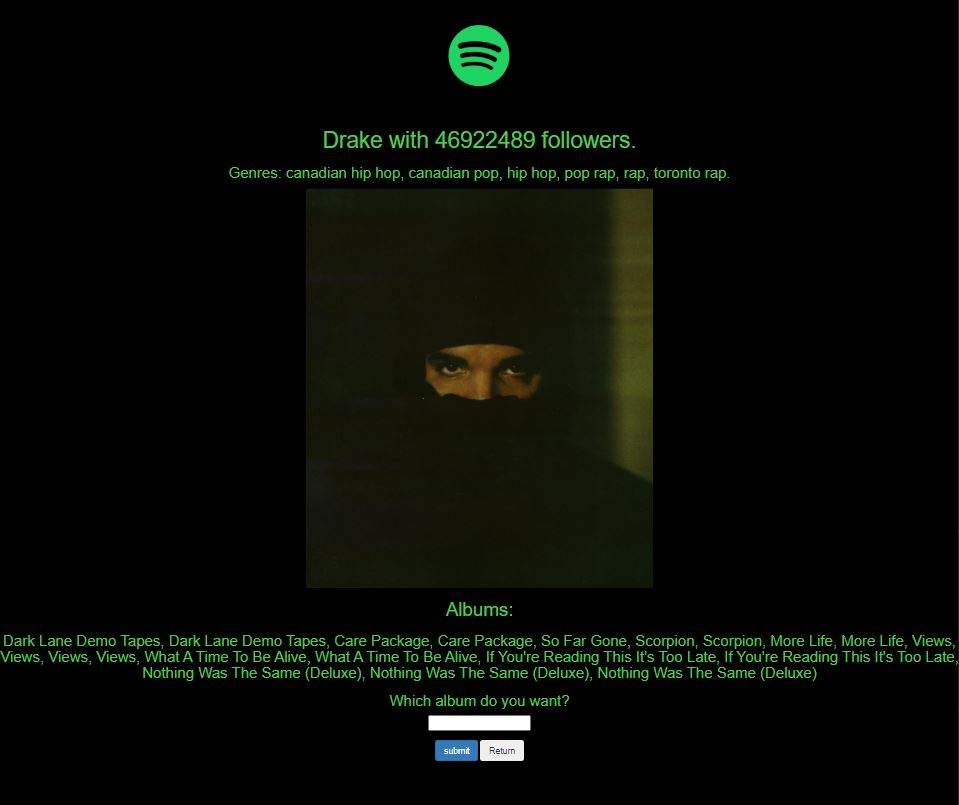 Drake with 46922489 followers.
Genres: canadian hip hop, canadian pop, hip hop, pop rap, rap, toronto rap.
Albums:
Dark Lane Demo Tapes, Dark Lane Demo Tapes, Care Package, Care Package, So Far Gone, Scorpion, Scorpion, More Life, More Life, Views,
Views, Views, Views, What A Time To Be Alive, What A Time To Be Alive, If You're Reading This It's Too Late, If You're Reading This It's Too Late,
Nothing Was The Same (Deluxe), Nothing Was The Same (Deluxe), Nothing Was The Same (Deluxe)
Which album do you want?
submit Return